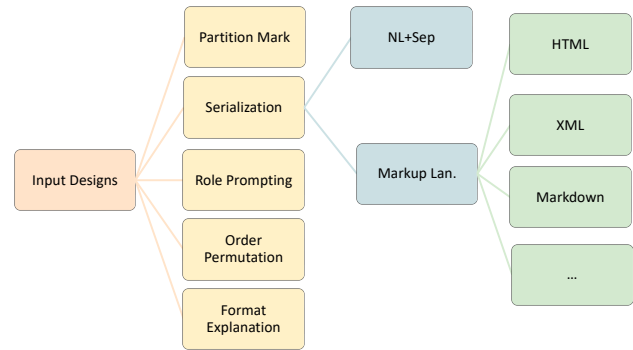 Input Designs
Partition Mark
Serialization
Role Prompting
Order
Permutation
Format
Explanation
NL+Sep
Markup Lan.
HTML
XML
Markdown
...